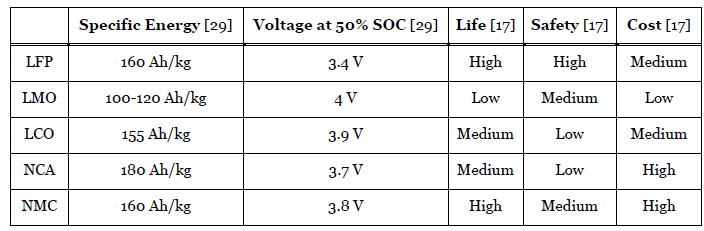 Specific Energy [29] Voltage at 50% SOC [29] Life [17] Safety [17] Cost [17]
LFP 160 Ah/kg 3.4 V High High Medium
LMO 100-120 Ah/kg 4 V Low Medium Low
LCO 155 Ah/kg 3.9 V Medium Low Medium
NCA 180 Ah/kg 3.7 V Medium Low High
NMC 160 Ah/kg 3.8 V High Medium High